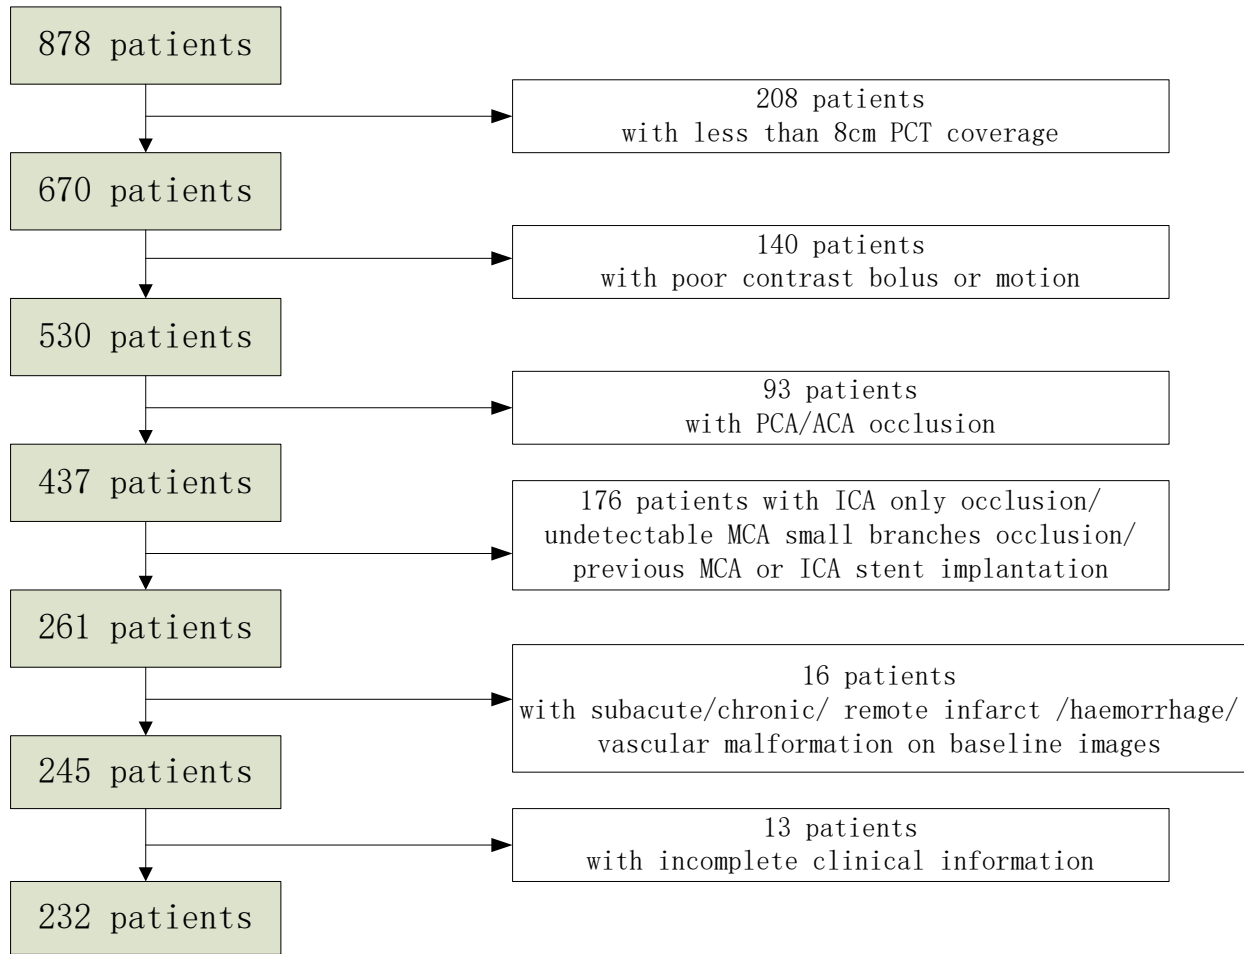 878 patients
208 patients
with less than 8cm PCT coverage
670 patients
140 patients
with poor contrast bolus or motion
530 patients
93 patients
with PCA/ACA occlusion
437 patients
176 patients with ICA only occlusion/
undetectable MCA small branches occlusion/
previous MCA or ICA stent implantation
261 patients
16 patients
with subacute/chronic/ remote infarct /haemorrhage/
vascular malformation on baseline images
245 patients
13 patients
with incomplete clinical information
232 patients